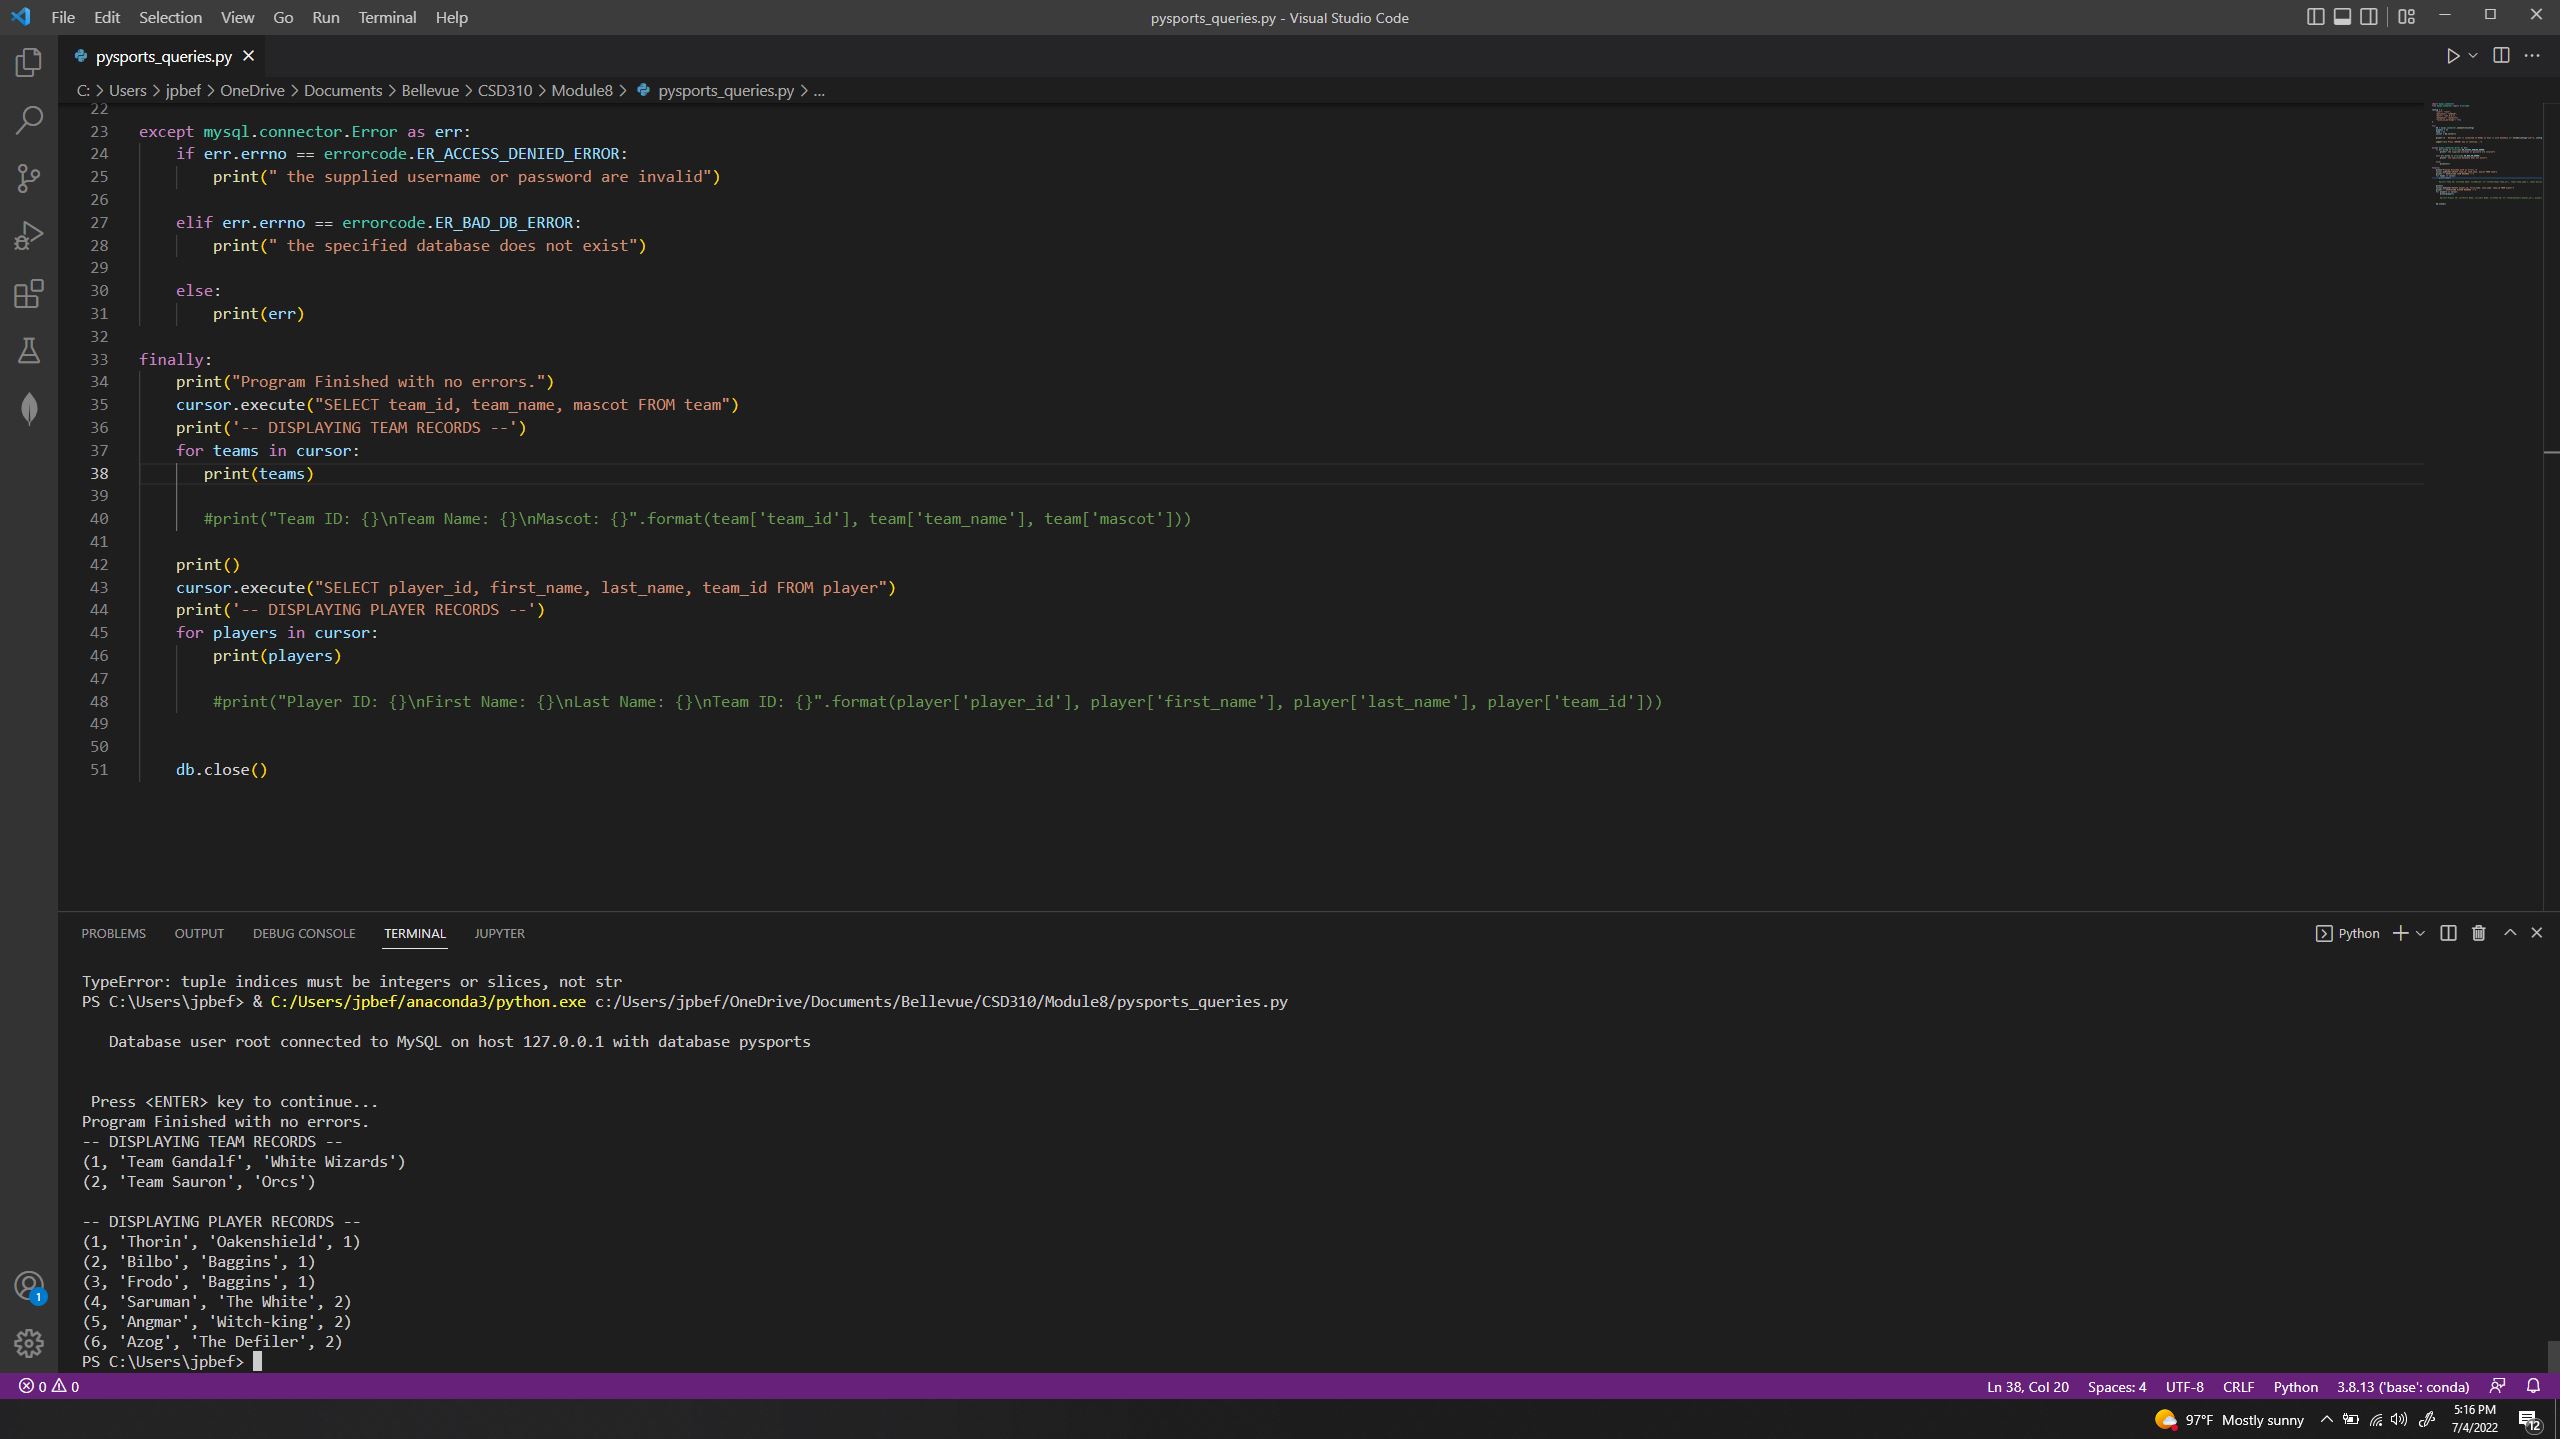 File Edit Selection View Go Run Terminal Help
pysports_queries.py - Visual Studio Code
pysports_queries.py
C: > Users > jpbef > OneDrive > Documents > Bellevue > CSD310 > Module8 > pysports_queries.py > ...
22
23 except mysql.connector.Error as err:
24     if err.errno == errorcode.ER_ACCESS_DENIED_ERROR:
25         print(" the supplied username or password are invalid")
26
27     elif err.errno == errorcode.ER_BAD_DB_ERROR:
28         print(" the specified database does not exist")
29
30     else:
31         print(err)
32
33 finally:
34     print("Program Finished with no errors.")
35     cursor.execute("SELECT team_id, team_name, mascot FROM team")
36     print('-- DISPLAYING TEAM RECORDS --')
37     for teams in cursor:
38        print(teams)
39
40        #print("Team ID: {}\nTeam Name: {}\nMascot: {}".format(team['team_id'], team['team_name'], team['mascot']))
41
42     print()
43     cursor.execute("SELECT player_id, first_name, last_name, team_id FROM player")
44     print('-- DISPLAYING PLAYER RECORDS --')
45     for players in cursor:
46         print(players)
47
48         #print("Player ID: {}\nFirst Name: {}\nLast Name: {}\nTeam ID: {}".format(player['player_id'], player['first_name'], player['last_name'], player['team_id']))
49
50
51     db.close()
PROBLEMS OUTPUT DEBUG CONSOLE TERMINAL JUPYTER
Python
TypeError: tuple indices must be integers or slices, not str
PS C:\Users\jpbef> & C:/Users/jpbef/anaconda3/python.exe c:/Users/jpbef/OneDrive/Documents/Bellevue/CSD310/Module8/pysports_queries.py
Database user root connected to MySQL on host 127.0.0.1 with database pysports
Press <ENTER> key to continue...
Program Finished with no errors.
-- DISPLAYING TEAM RECORDS --
(1, 'Team Gandalf', 'White Wizards')
(2, 'Team Sauron', 'Orcs')
-- DISPLAYING PLAYER RECORDS --
(1, 'Thorin', 'Oakenshield', 1)
(2, 'Bilbo', 'Baggins', 1)
(3, 'Frodo', 'Baggins', 1)
(4, 'Saruman', 'The White', 2)
(5, 'Angmar', 'Witch-king', 2)
(6, 'Azog', 'The Defiler', 2)
PS C:\Users\jpbef>
1
0 0
Ln 38, Col 20 Spaces: 4 UTF-8 CRLF Python 3.8.13 ('base': conda)
97°F Mostly sunny
5:16 PM
7/4/2022
12